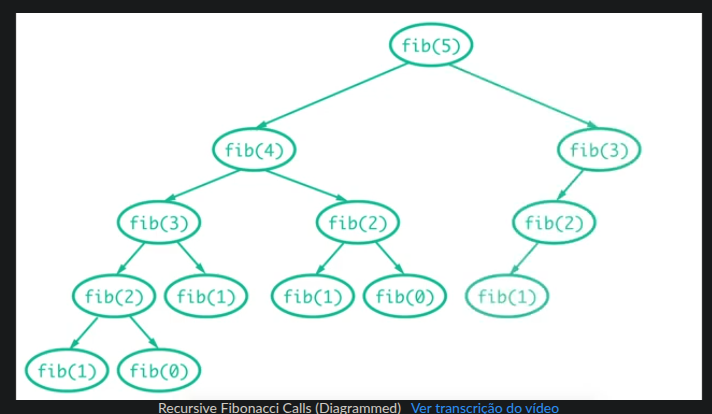 fib(5)
fib(4) fib(3)
fib(3) fib(2) fib(2)
fib(2) fib(1) fib(1) fib(0) fib(1)
fib(1) fib(0)
Recursive Fibonacci Calls (Diagrammed) Ver transcrição do vídeo